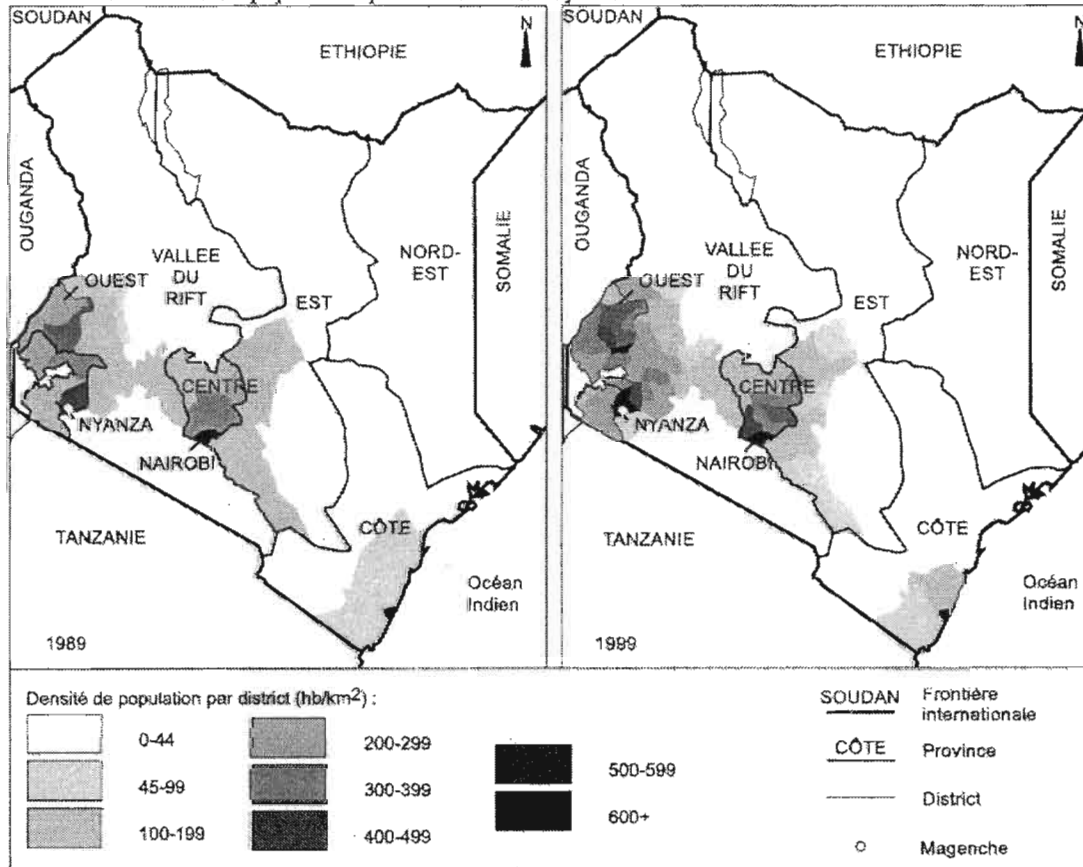 SOUDAN
ETHIOPIE
N
OUGANDA
VALLEE
DU
RIFT
NORD-
EST
SOMALIE
OUEST
EST
CENTRE
NYANZA
NAIROBI
TANZANIE
CÔTE
Océan
Indien
1989
SOUDAN
ETHIOPIE
N
OUGANDA
VALLEE
DU
RIFT
NORD-
EST
SOMALIE
OUEST
EST
CENTRE
NYANZA
NAIROBI
TANZANIE
CÔTE
Océan
Indien
1999
Densité de population par district (hb/km²) :
0-44
45-99
100-199
200-299
300-399
400-499
500-599
600+
SOUDAN Frontière
internationale
CÔTE Province
District
Magenche